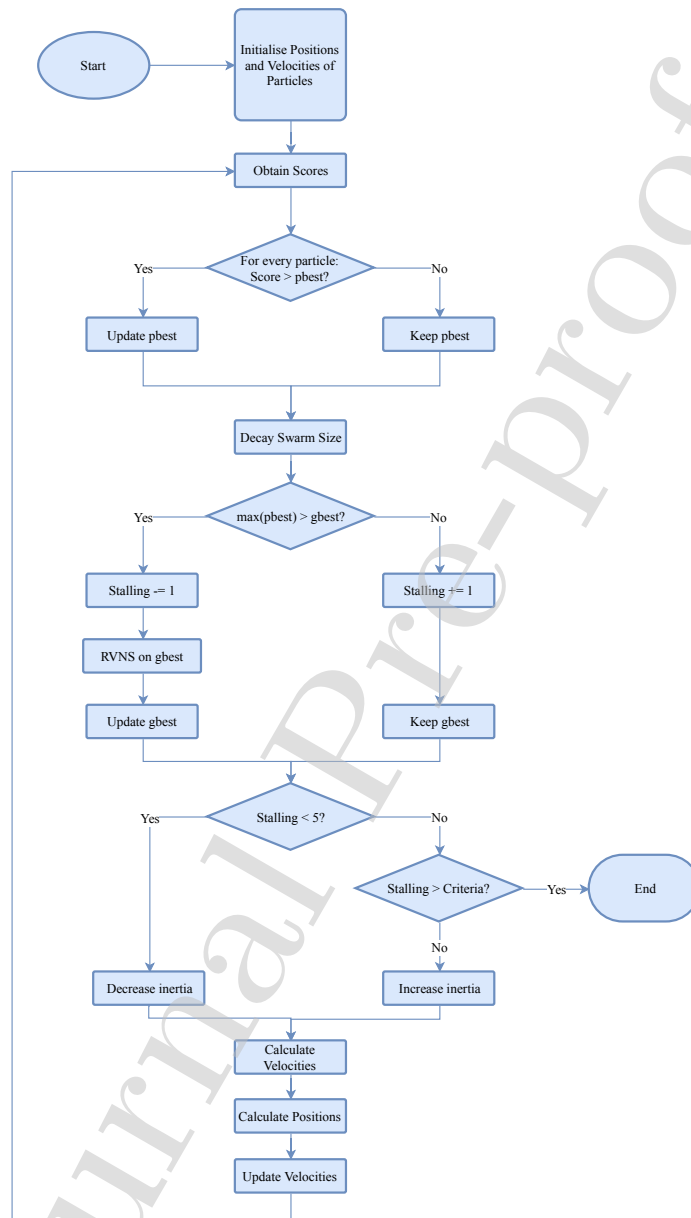 Start
Initialise Positions
and Velocities of
Particles
Obtain Scores
For every particle:
Score > pbest?
Yes
No
Update pbest
Keep pbest
Decay Swarm Size
max(pbest) > gbest?
Yes
No
Stalling -= 1
Stalling += 1
RVNS on gbest
Update gbest
Keep gbest
Stalling < 5?
Yes
No
Stalling > Criteria?
Yes
End
No
Decrease inertia
Increase inertia
Calculate
Velocities
Calculate Positions
Update Velocities
urnal Pre-proof